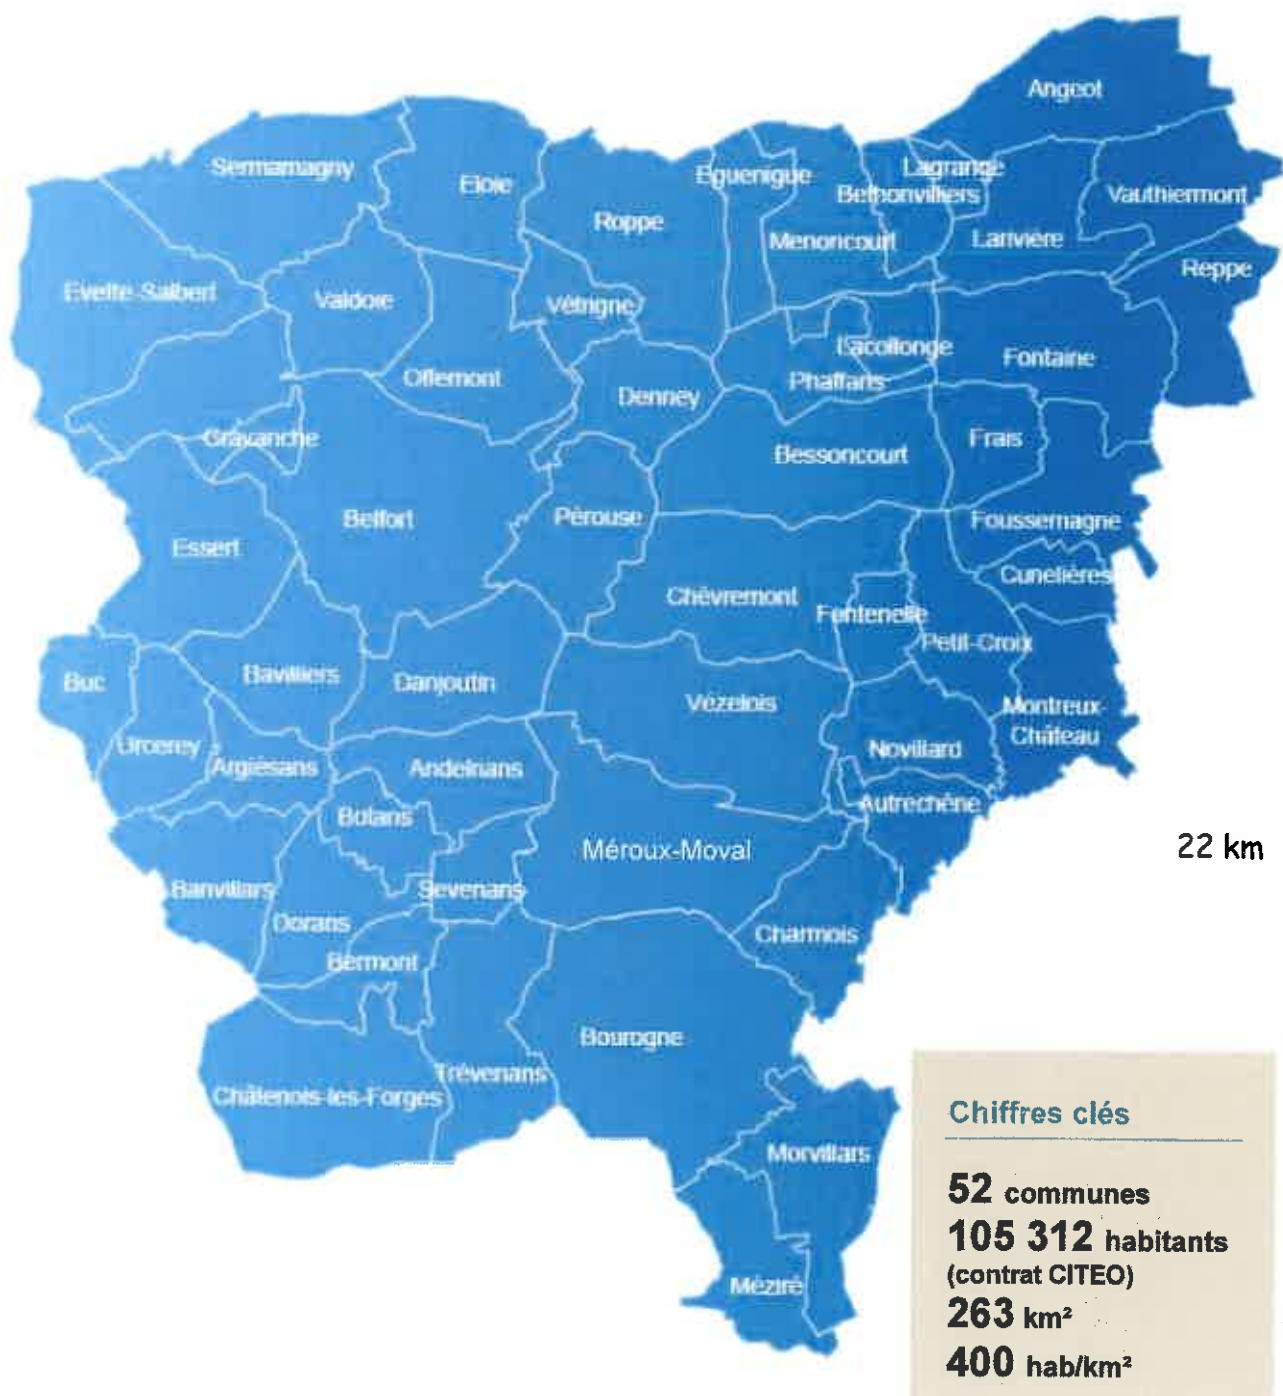 Angeot
Sermamagny
Eloie
Eguenigue
Lagrange
Bethonvilliers
Vauthiermont
Roppe
Menoncourt
Larivière
Reppe
Evette-Salbert
Valdoie
Vétrigne
Lacollonge
Fontaine
Offemont
Phaffans
Denney
Gravanche
Bessoncourt
Frais
Belfort
Pérouse
Foussemagne
Essert
Cunelières
Chèvremont
Fontenelle
Petit-Croix
Buc
Bavilliers
Danjoutin
Vézelois
Montreux-
Château
Urcerey
Argiésans
Andelnans
Novillard
Autrechêne
Botans
Méroux-Moval
22 km
Banvillars
Sevenans
Dorans
Charmois
Bermont
Bourogne
Trévenans
Châtenois-les-Forges
Morvillars
Méziré
Chiffres clés
52 communes
105 312 habitants
(contrat CITEO)
263 km²
400 hab/km²